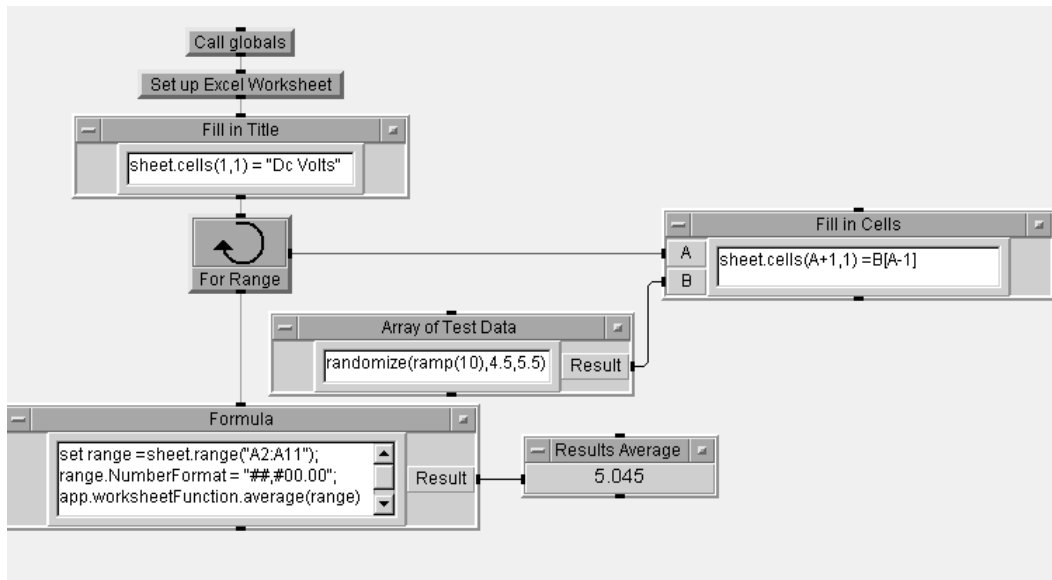 Call globals
Set up Excel Worksheet
Fill in Title
sheet.cells(1,1) = "Dc Volts"
For Range
Fill in Cells
A
B
sheet.cells(A+1,1) =B[A-1]
Array of Test Data
randomize(ramp(10),4.5,5.5)
Result
Formula
set range =sheet.range("A2:A11");
range.NumberFormat = "##,#00.00";
app.worksheetFunction.average(range)
Result
Results Average
5.045